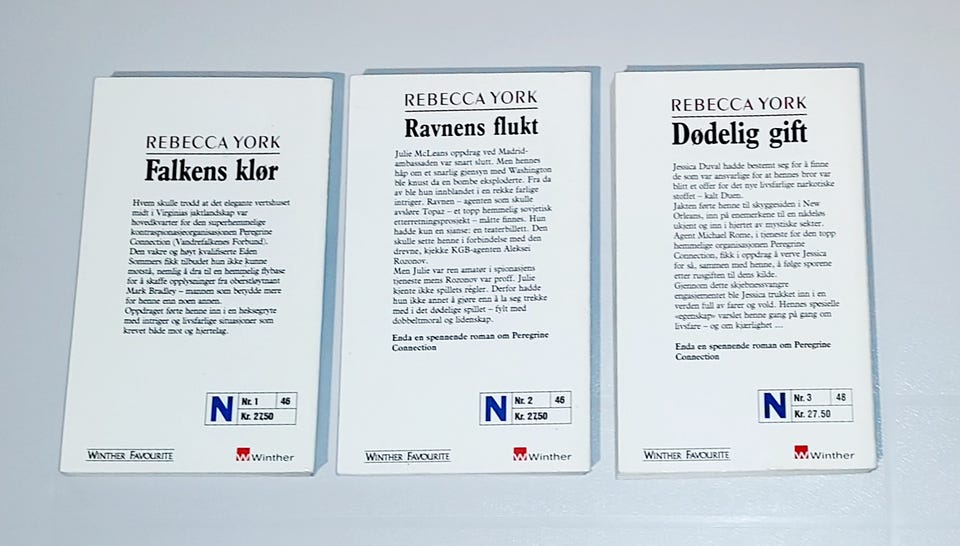 REBECCA YORK
Falkens klør
Hvem skulle trodd at det elegante vertshuset
midt i Virginias jaktlandskap var
hovedkvarter for den superhemmelige
kontraspionasjeorganisasjonen Peregrine
Connection (Vandrefalkenes Forbund).
Den vakre og høyt kvalifiserte Eden
Sommers fikk tilbudet hun ikke kunne
motstå, nemlig å dra til en hemmelig flybase
for å skaffe opplysninger fra oberstløytnant
Mark Bradley – mannen som betydde mere
for henne enn noen annen.
Oppdraget førte henne inn i en heksegryte
med intriger og livsfarlige situasjoner som
krevet både mot og hjertelag.
N
Nr. 1 46
Kr. 27.50
WINTHER FAVOURITE
Winther
REBECCA YORK
Ravnens flukt
Julie McLeans oppdrag ved Madrid-
ambassaden var snart slutt. Men hennes
håp om et snarlig gjensyn med Washington
ble knust da en bombe eksploderte. Fra da
av ble hun innblandet i en rekke farlige
intriger. Ravnen – agenten som skulle
avsløre Topaz – et topp hemmelig sovjetisk
etterretningsprosjekt – måtte finnes. Hun
hadde kun en sjanse: en teaterbillett. Den
skulle sette henne i forbindelse med den
drevne, kjekke KGB-agenten Aleksei
Rozonov.
Men Julie var ren amatør i spionasjens
tjeneste mens Rozonov var proff. Julie
kjente ikke spillets regler. Derfor hadde
hun ikke annet å gjøre enn å la seg trekke
med i det dødelige spillet – fylt med
dobbeltmoral og lidenskap.
Enda en spennende roman om Peregrine
Connection
N
Nr. 2 46
Kr. 27.50
WINTHER FAVOURITE
Winther
REBECCA YORK
Dødelig gift
Jessica Duval hadde bestemt seg for å finne
de som var ansvarlige for at hennes bror var
blitt et offer for det nye livsfarlige narkotiske
stoffet – kalt Duen.
Jakten førte henne til skyggesiden i New
Orleans, inn på enemerkene til en nådeløs
ukjent og inn i hjertet av mystiske sekter.
Agent Michael Rome, i tjeneste for den topp
hemmelige organisasjonen Peregrine
Connection, fikk i oppdrag å verve Jessica
for så, sammen med henne, å følge sporene
etter rusgiften til dens kilde.
Gjennom dette skjebnesvangre
engasjementet ble Jessica trukket inn i en
verden full av farer og vold. Hennes spesielle
«egenskap» varslet henne gang på gang om
livsfare – og om kjærlighet ...
Enda en spennende roman om Peregrine
Connection
N
Nr. 3 48
Kr. 27.50
WINTHER FAVOURITE
Winther